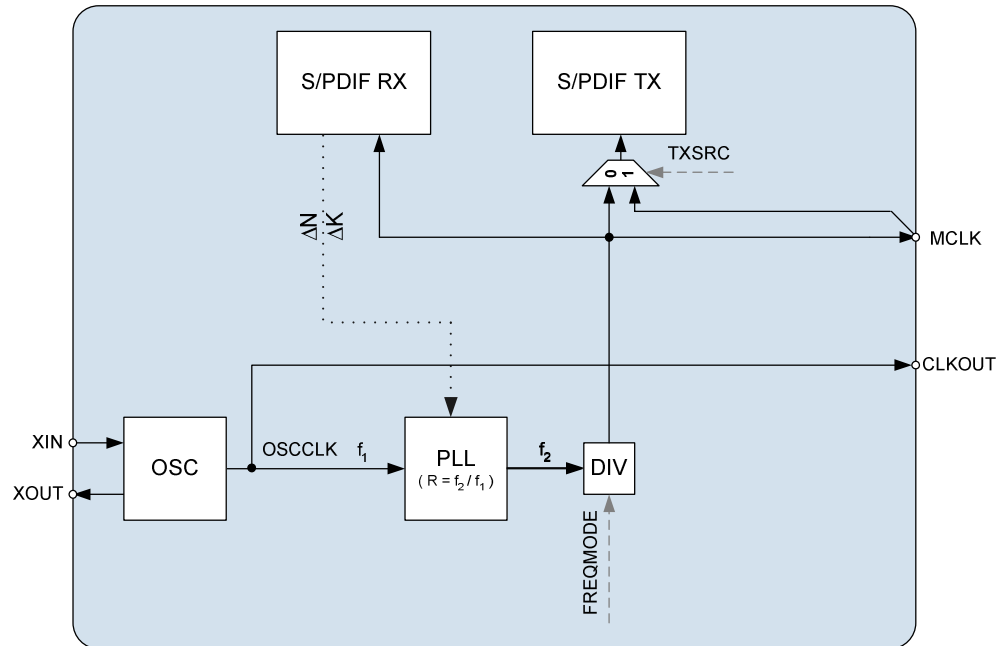 S/PDIF RX
S/PDIF TX
TXSRC
0
1
ΔN
ΔK
MCLK
CLKOUT
XIN
XOUT
OSC
OSCCLK f₁
PLL
( R = f₂ / f₁ )
f₂
DIV
FREQMODE